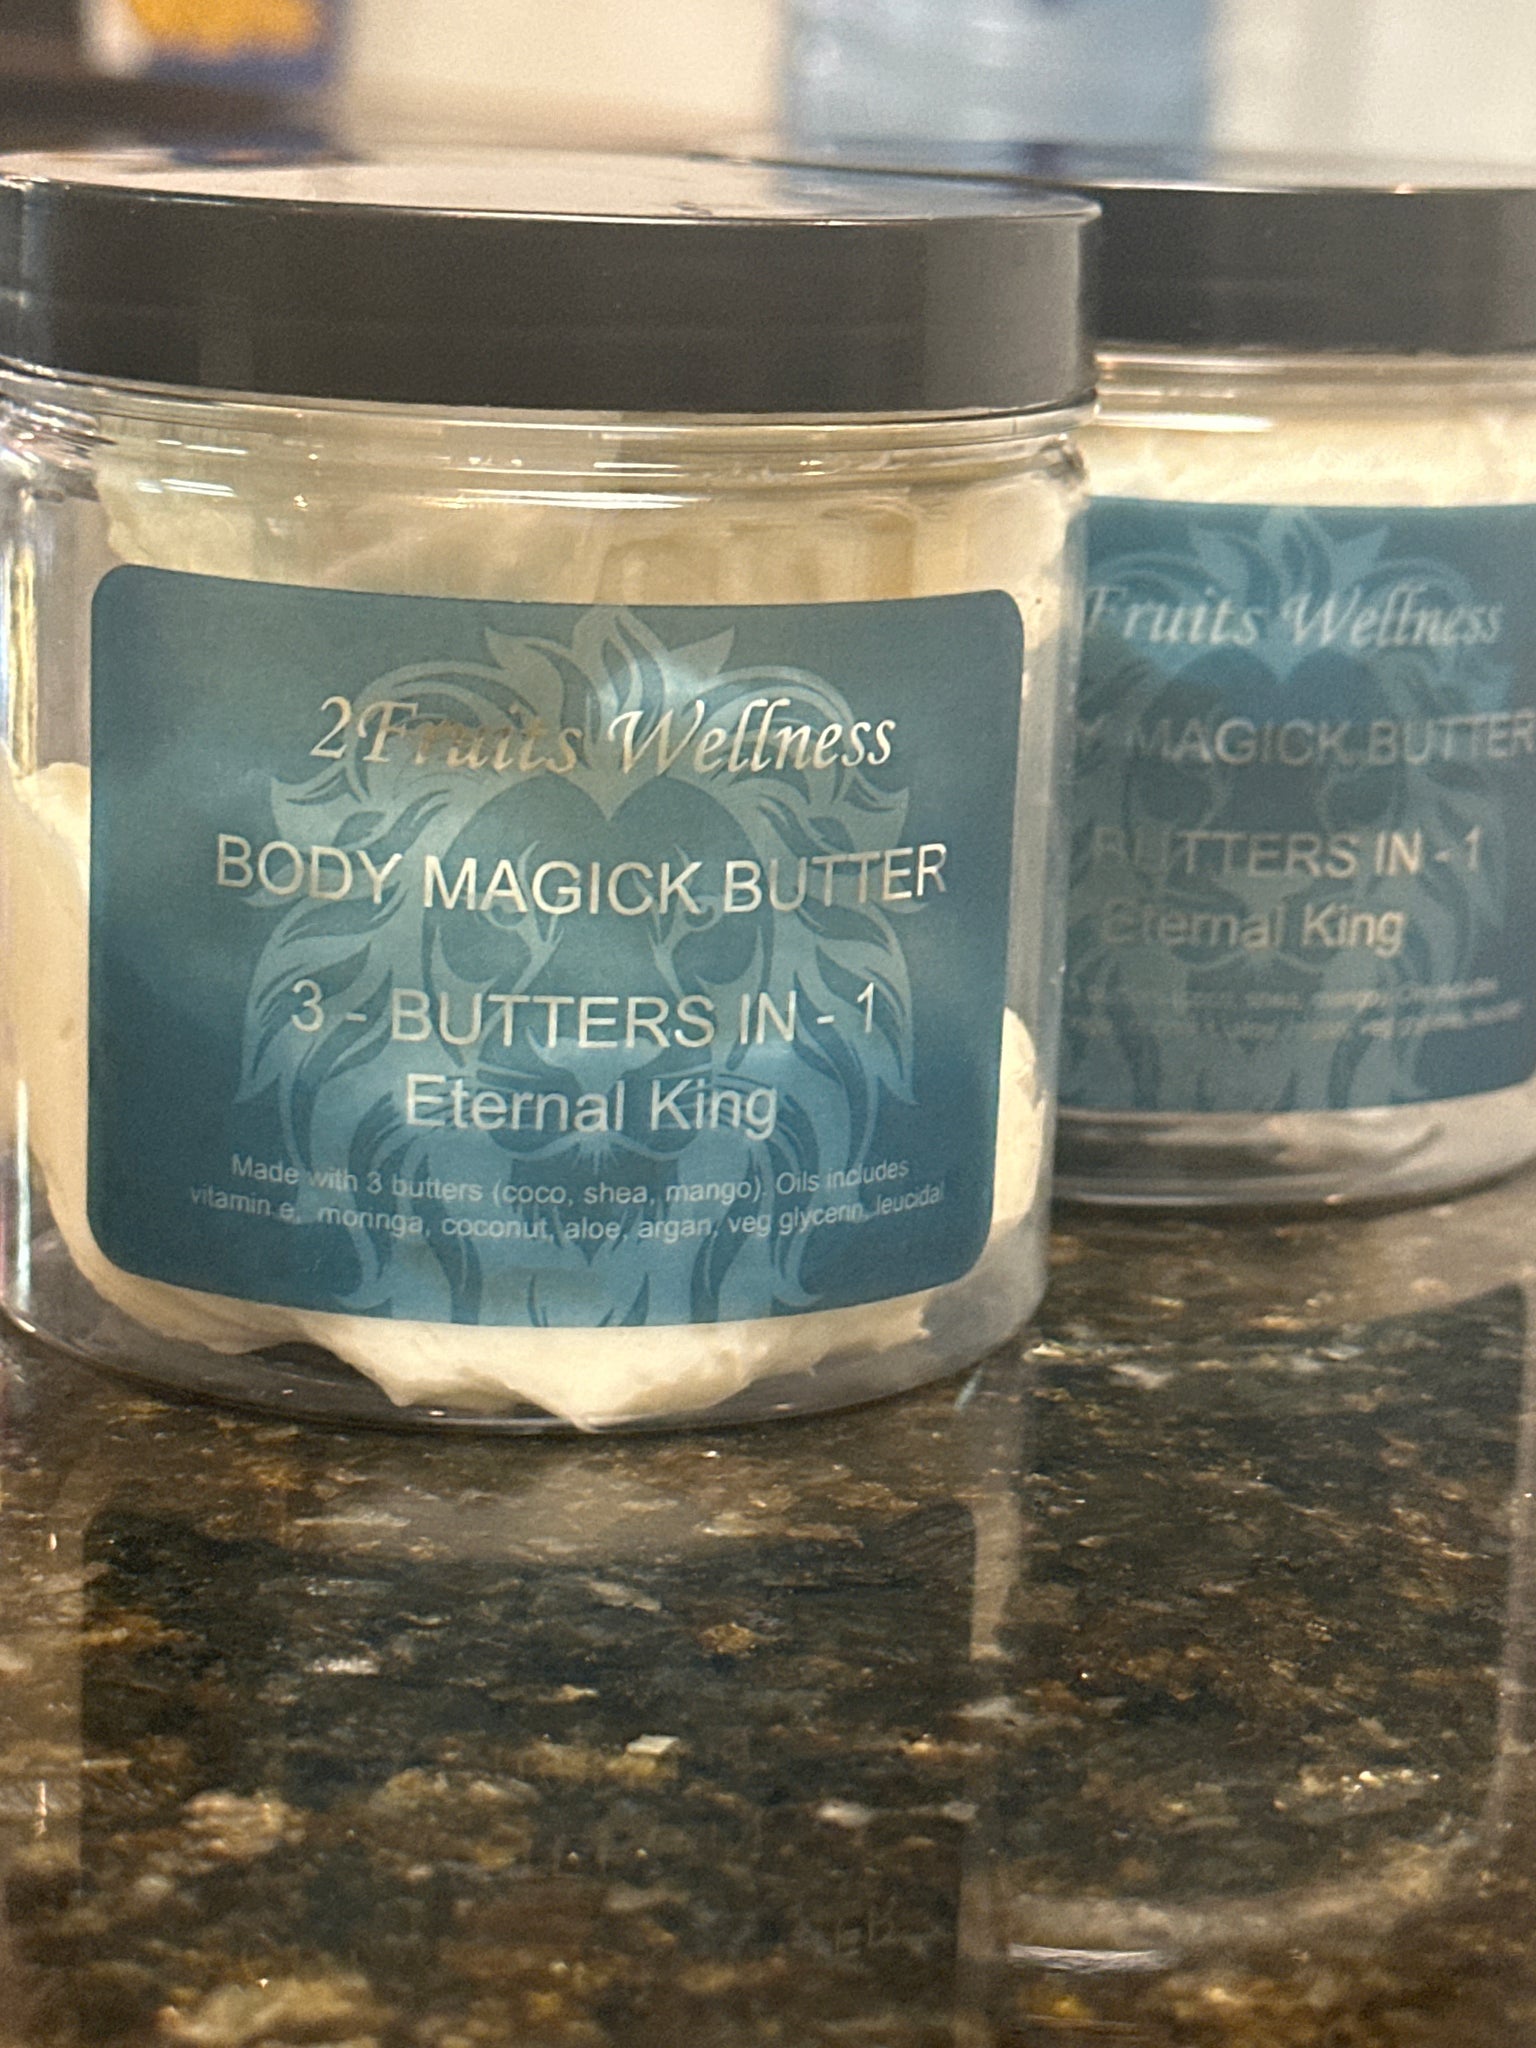 2Fruits Wellness
BODY MAGICK BUTTER
3 - BUTTERS IN - 1
Eternal King
Made with 3 butters (coco, shea, mango). Oils includes
vitamin e, moringa, coconut, aloe, argan, veg glycerin, leucidal
Fruits Wellness
MAGICK BUTTER
BUTTERS IN - 1
Eternal King